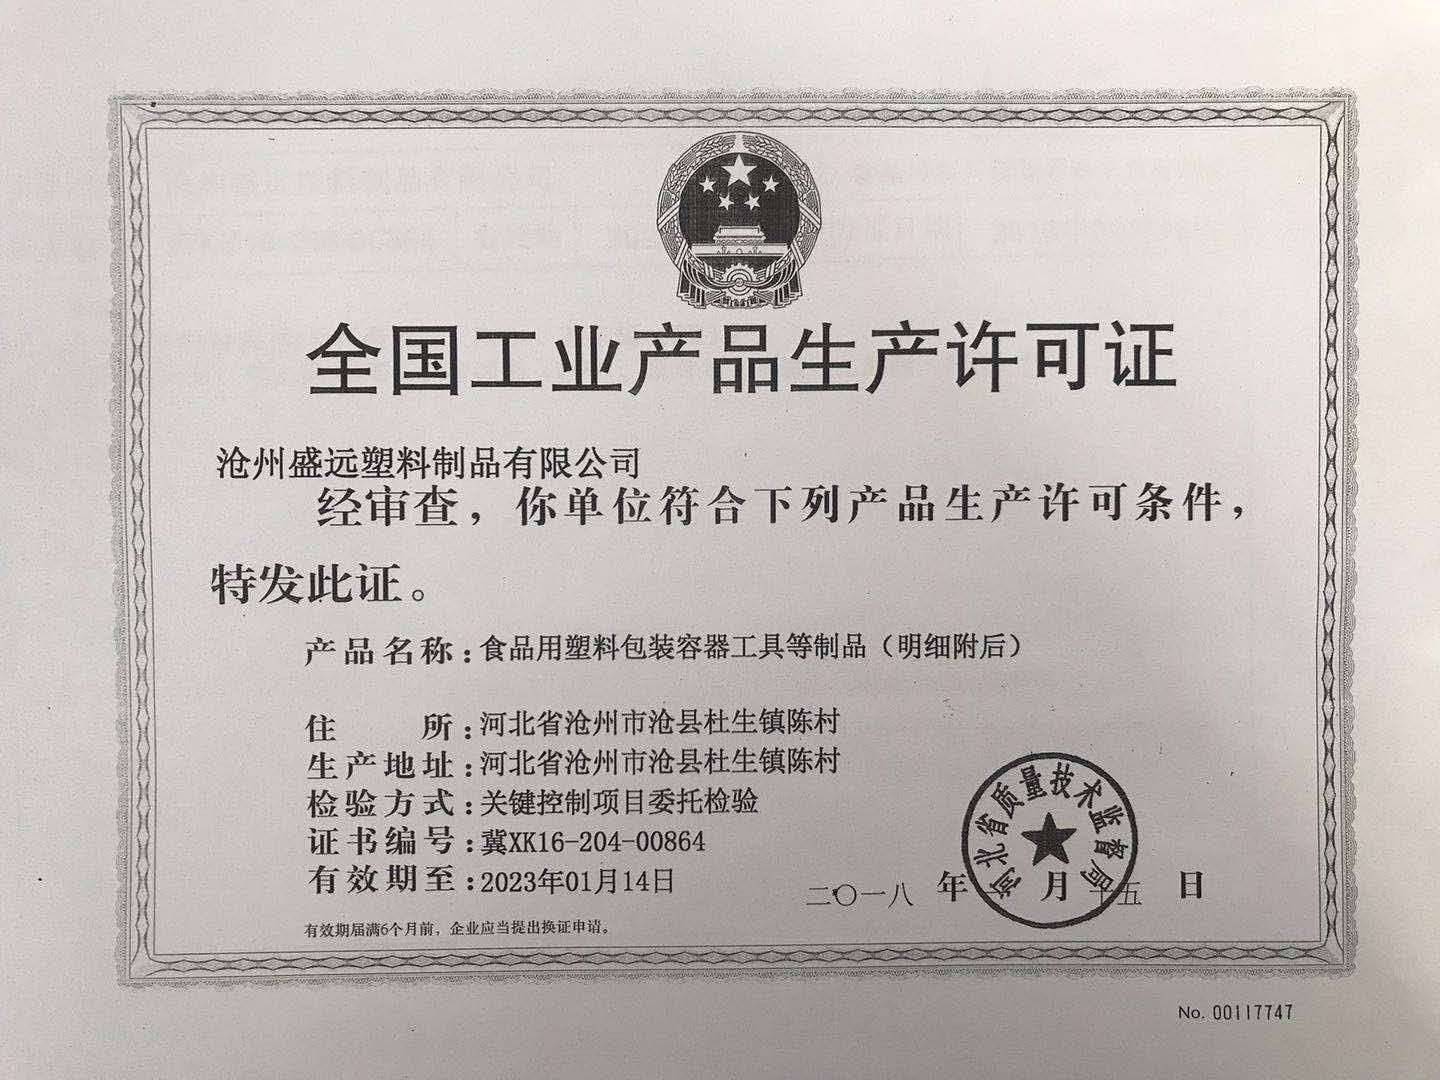 全国工业产品生产许可证
沧州盛远塑料制品有限公司
经审查，你单位符合下列产品生产许可条件，
特发此证。
产品名称：食品用塑料包装容器工具等制品（明细附后）
住 所：河北省沧州市沧县杜生镇陈村
生产地址：河北省沧州市沧县杜生镇陈村
检验方式：关键控制项目委托检验
证书编号：冀XK16-204-00864
有效期至：2023年01月14日
河北省质量技术监督局
二〇一八 年 一 月 十五 日
有效期届满6个月前，企业应当提出换证申请。
No. 00117747